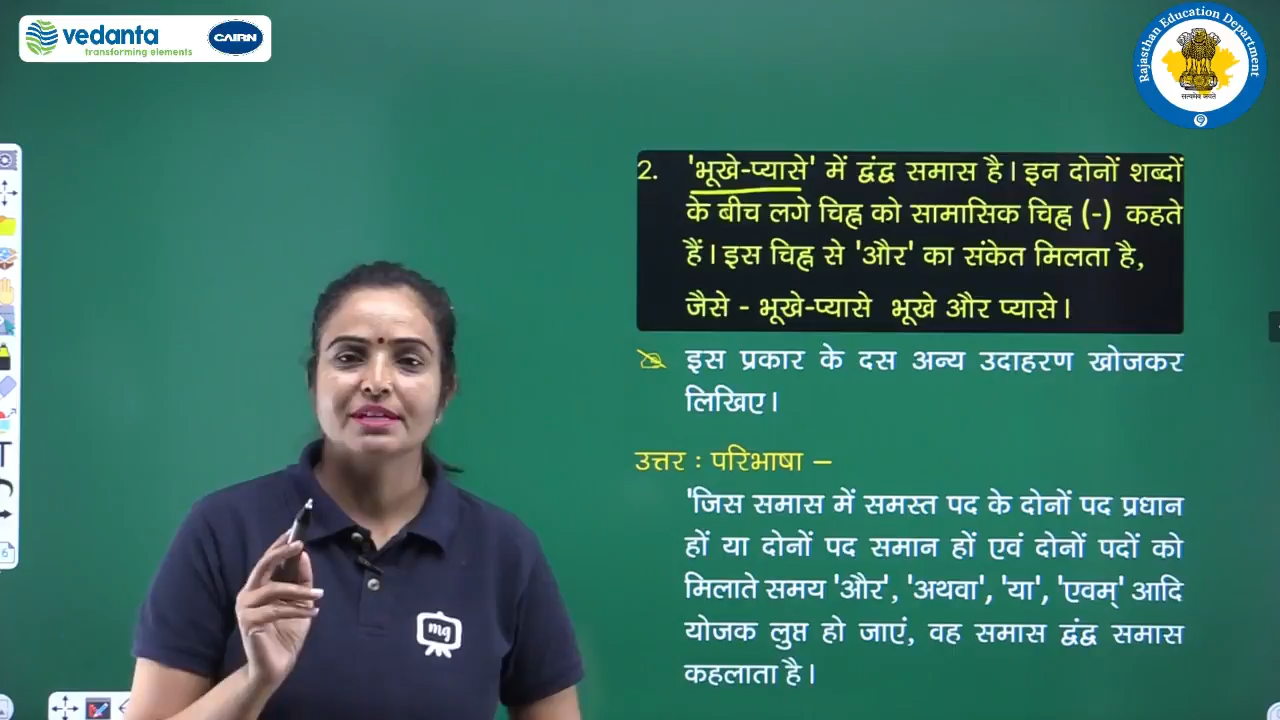 vedanta
transforming elements
CAIRN
Rajasthan Education Department
सत्यमेव जयते
2. 'भूखे-प्यासे' में द्वंद्व समास है। इन दोनों शब्दों
के बीच लगे चिह्न को सामासिक चिह्न (-) कहते
हैं। इस चिह्न से 'और' का संकेत मिलता है,
जैसे - भूखे-प्यासे भूखे और प्यासे।
इस प्रकार के दस अन्य उदाहरण खोजकर
लिखिए।
उत्तर : परिभाषा –
'जिस समास में समस्त पद के दोनों पद प्रधान
हों या दोनों पद समान हों एवं दोनों पदों को
मिलाते समय 'और', 'अथवा', 'या', 'एवम्' आदि
योजक लुप्त हो जाएं, वह समास द्वंद्व समास
कहलाता है।
mg